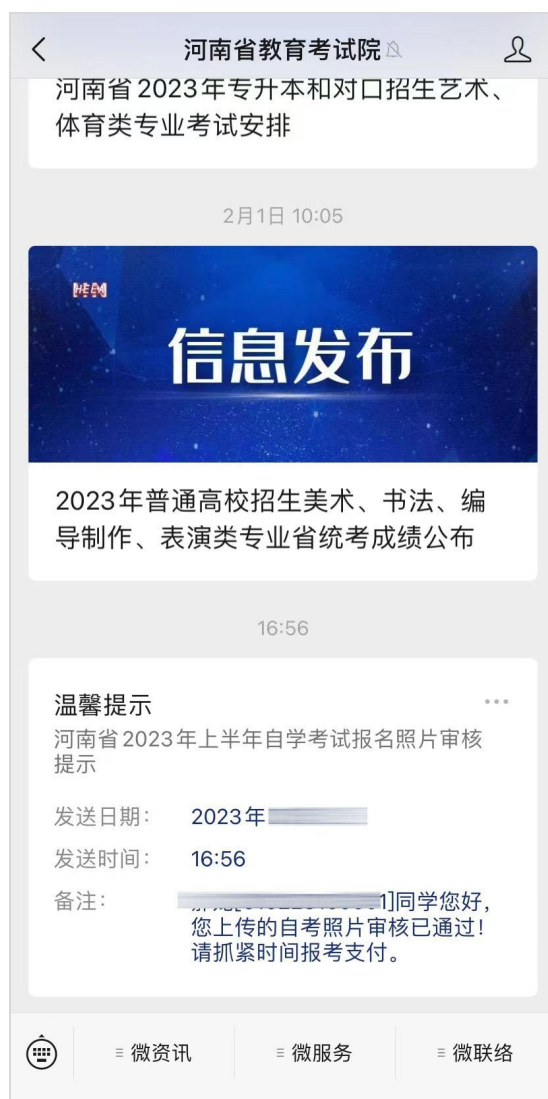 河南省教育考试院
河南省2023年专升本和对口招生艺术、
体育类专业考试安排
2月1日 10:05
HEEA
信息发布
2023年普通高校招生美术、书法、编
导制作、表演类专业省统考成绩公布
16:56
温馨提示
河南省2023年上半年自学考试报名照片审核
提示
发送日期： 2023年
发送时间： 16:56
备注： 1]同学您好，
您上传的自考照片审核已通过！
请抓紧时间报考支付。
微资讯 微服务 微联络